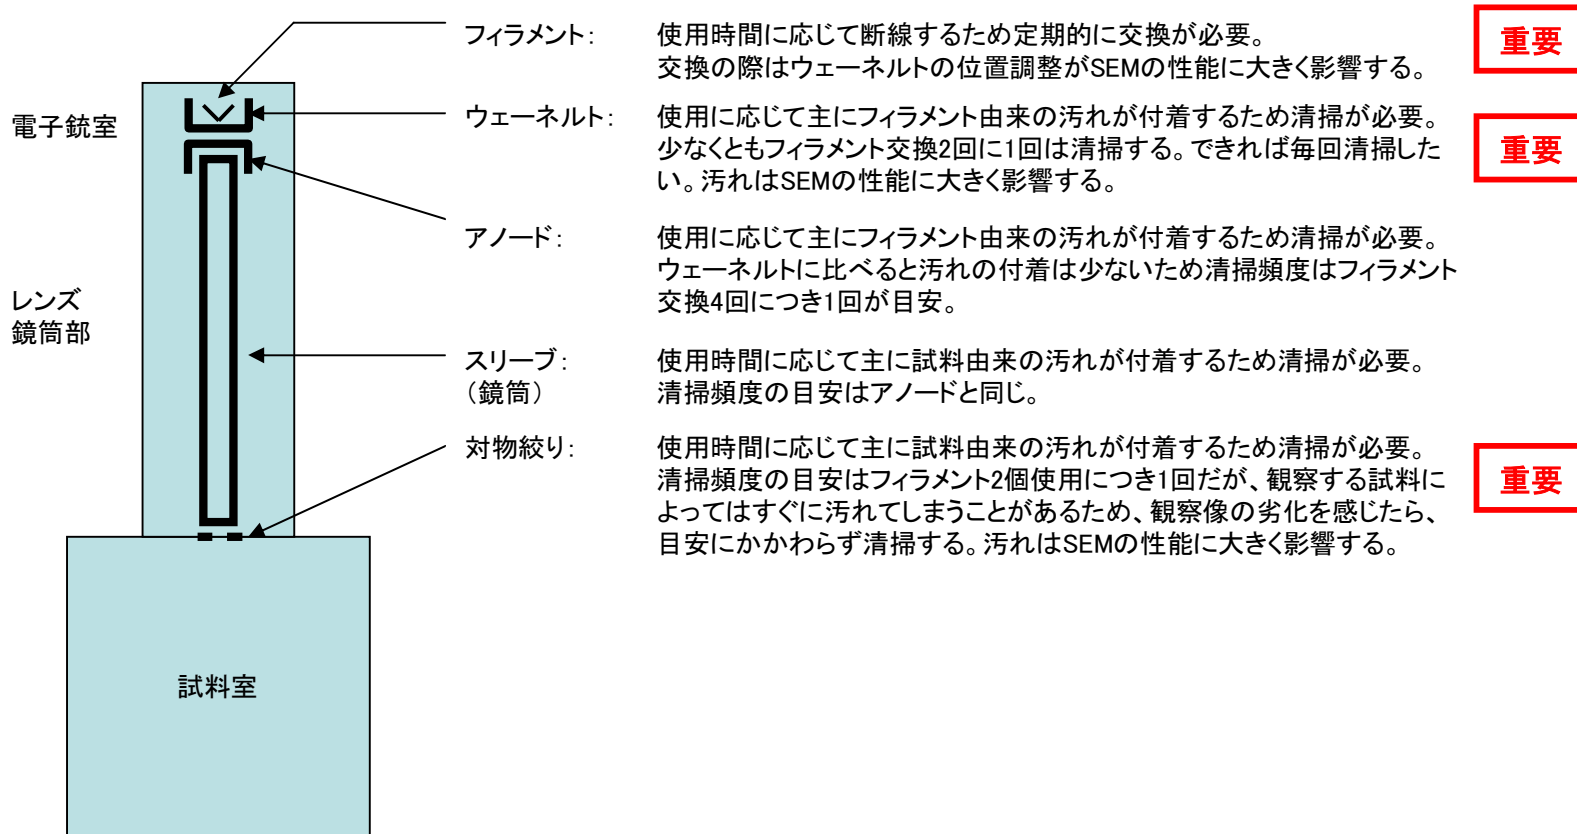 フィラメント： 使用時間に応じて断線するため定期的に交換が必要。
交換の際はウェーネルトの位置調整がSEMの性能に大きく影響する。
重要
電子銃室
ウェーネルト： 使用に応じて主にフィラメント由来の汚れが付着するため清掃が必要。
少なくともフィラメント交換2回に1回は清掃する。できれば毎回清掃した
い。汚れはSEMの性能に大きく影響する。
重要
アノード： 使用に応じて主にフィラメント由来の汚れが付着するため清掃が必要。
ウェーネルトに比べると汚れの付着は少ないため清掃頻度はフィラメント
交換4回につき1回が目安。
レンズ
鏡筒部
スリーブ： 使用時間に応じて主に試料由来の汚れが付着するため清掃が必要。
（鏡筒） 清掃頻度の目安はアノードと同じ。
対物絞り： 使用時間に応じて主に試料由来の汚れが付着するため清掃が必要。
清掃頻度の目安はフィラメント2個使用につき1回だが、観察する試料に
よってはすぐに汚れてしまうことがあるため、観察像の劣化を感じたら、
目安にかかわらず清掃する。汚れはSEMの性能に大きく影響する。
重要
試料室